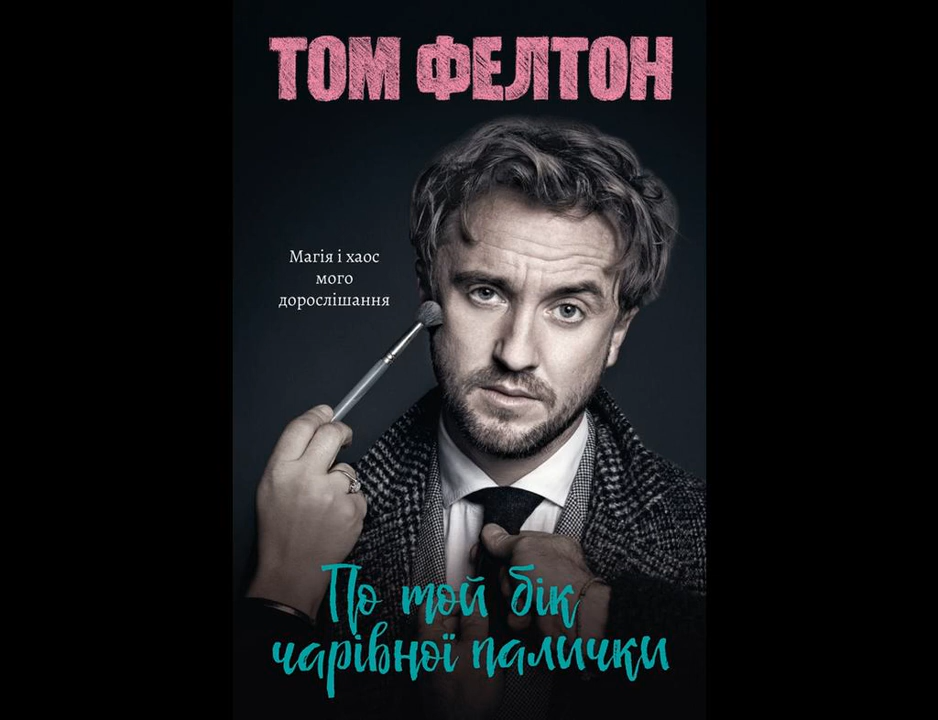 ТОМ ФЕЛТОН
Магія і хаос
мого
дорослішання
По той бік
чарівної палички